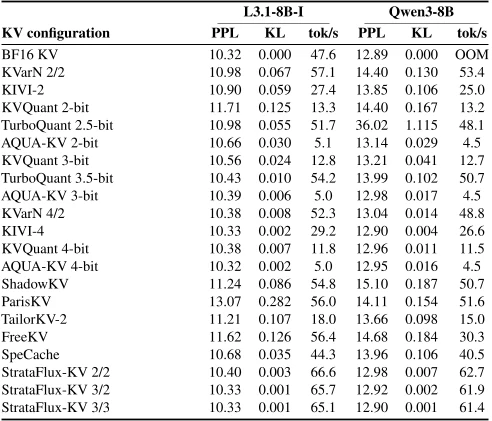 L3.1-8B-I Qwen3-8B
KV configuration PPL KL tok/s PPL KL tok/s
BF16 KV 10.32 0.000 47.6 12.89 0.000 OOM
KVarN 2/2 10.98 0.067 57.1 14.40 0.130 53.4
KIVI-2 10.90 0.059 27.4 13.85 0.106 25.0
KVQuant 2-bit 11.71 0.125 13.3 14.40 0.167 13.2
TurboQuant 2.5-bit 10.98 0.055 51.7 36.02 1.115 48.1
AQUA-KV 2-bit 10.66 0.030 5.1 13.14 0.029 4.5
KVQuant 3-bit 10.56 0.024 12.8 13.21 0.041 12.7
TurboQuant 3.5-bit 10.43 0.010 54.2 13.99 0.102 50.7
AQUA-KV 3-bit 10.39 0.006 5.0 12.98 0.017 4.5
KVarN 4/2 10.38 0.008 52.3 13.04 0.014 48.8
KIVI-4 10.33 0.002 29.2 12.90 0.004 26.6
KVQuant 4-bit 10.38 0.007 11.8 12.96 0.011 11.5
AQUA-KV 4-bit 10.32 0.002 5.0 12.95 0.016 4.5
ShadowKV 11.24 0.086 54.8 15.10 0.187 50.7
ParisKV 13.07 0.282 56.0 14.11 0.154 51.6
TailorKV-2 11.21 0.107 18.0 13.66 0.098 15.0
FreeKV 11.62 0.126 56.4 14.68 0.184 30.3
SpeCache 10.68 0.035 44.3 13.96 0.106 40.5
StrataFlux-KV 2/2 10.40 0.003 66.6 12.98 0.007 62.7
StrataFlux-KV 3/2 10.33 0.001 65.7 12.92 0.002 61.9
StrataFlux-KV 3/3 10.33 0.001 65.1 12.90 0.001 61.4